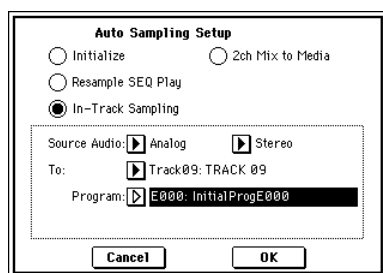 Auto Sampling Setup
Initialize 2ch Mix to Media
Resample SEQ Play
In-Track Sampling
Source Audio: Analog Stereo
To: Track09: TRACK 09
Program: E000: InitialProgE000
Cancel OK